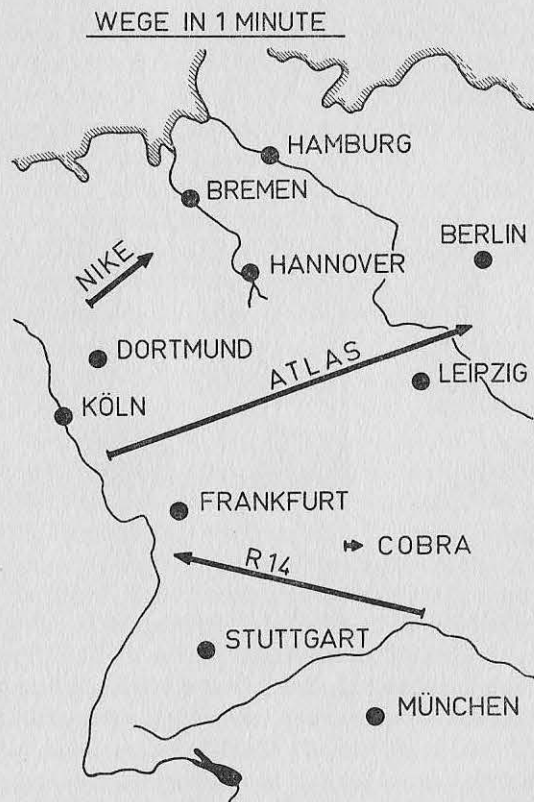 WEGE IN 1 MINUTE
HAMBURG
BREMEN
BERLIN
HANNOVER
NIKE
DORTMUND
ATLAS
LEIPZIG
KÖLN
FRANKFURT
COBRA
R 14
STUTTGART
MÜNCHEN